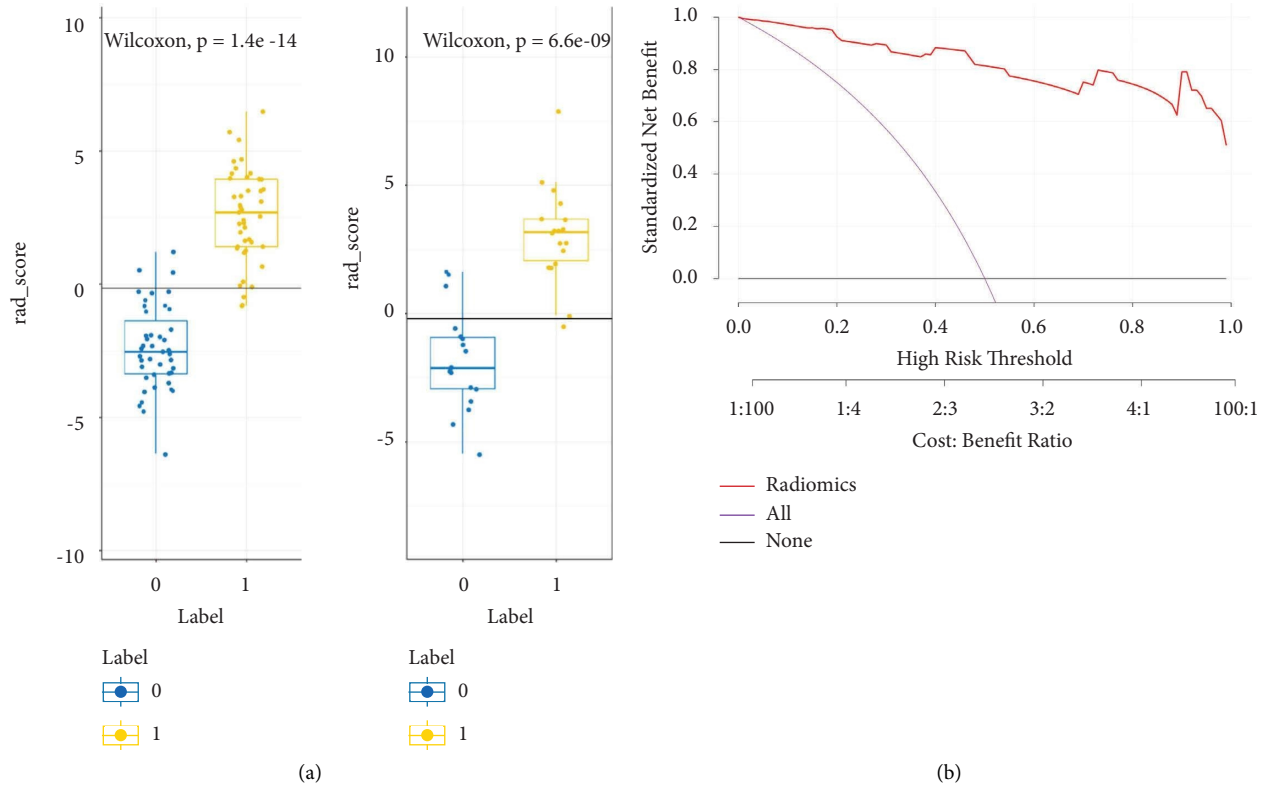 Wilcoxon, p = 1.4e -14
10
5
0
-5
-10
rad_score
0 1
Label
Label
0
1
Wilcoxon, p = 6.6e-09
10
5
0
-5
rad_score
0 1
Label
Label
0
1
(a)
1.0
0.8
0.6
0.4
0.2
0.0
Standardized Net Benefit
0.0 0.2 0.4 0.6 0.8 1.0
High Risk Threshold
1:100 1:4 2:3 3:2 4:1 100:1
Cost: Benefit Ratio
Radiomics
All
None
(b)